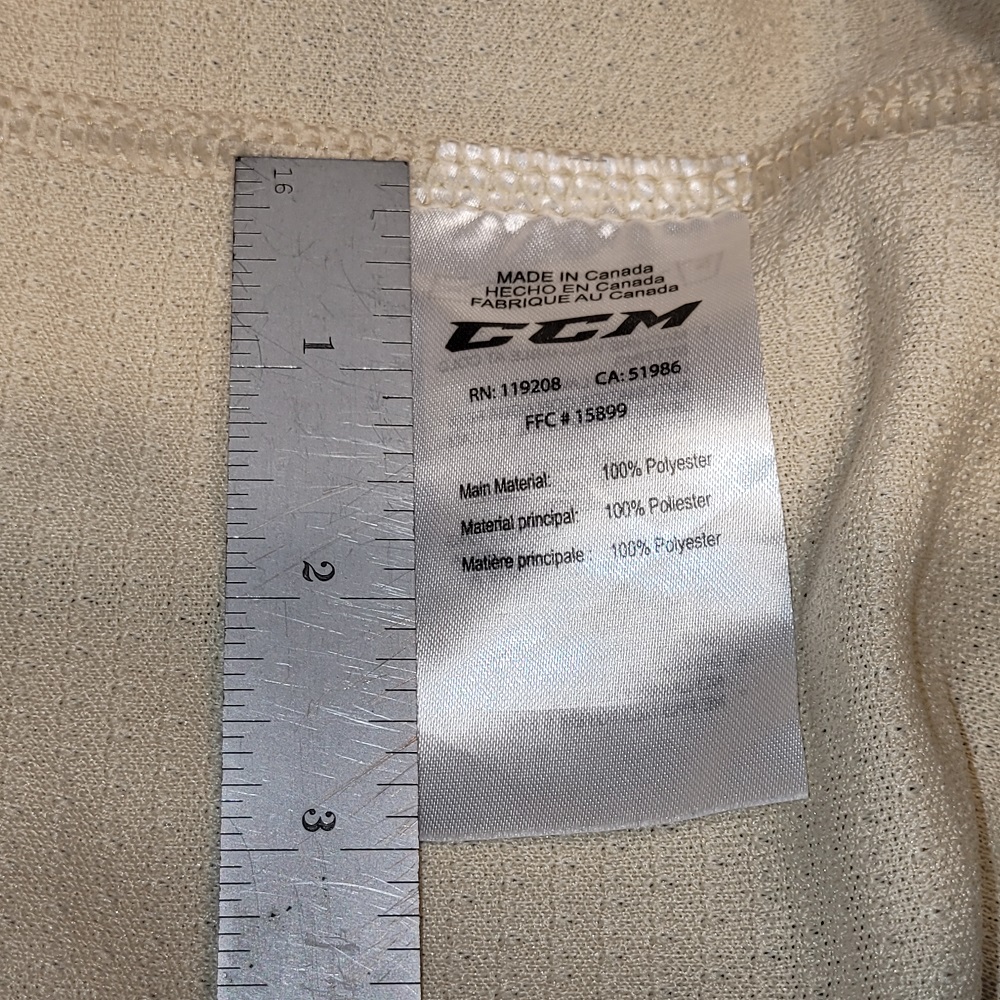 16
1
2
3
MADE IN Canada
HECHO EN Canada
FABRIQUE AU Canada
CCM
RN: 119208 CA: 51986
FFC # 15899
Main Material: 100% Polyester
Material principal: 100% Poliester
Matière principale : 100% Polyester